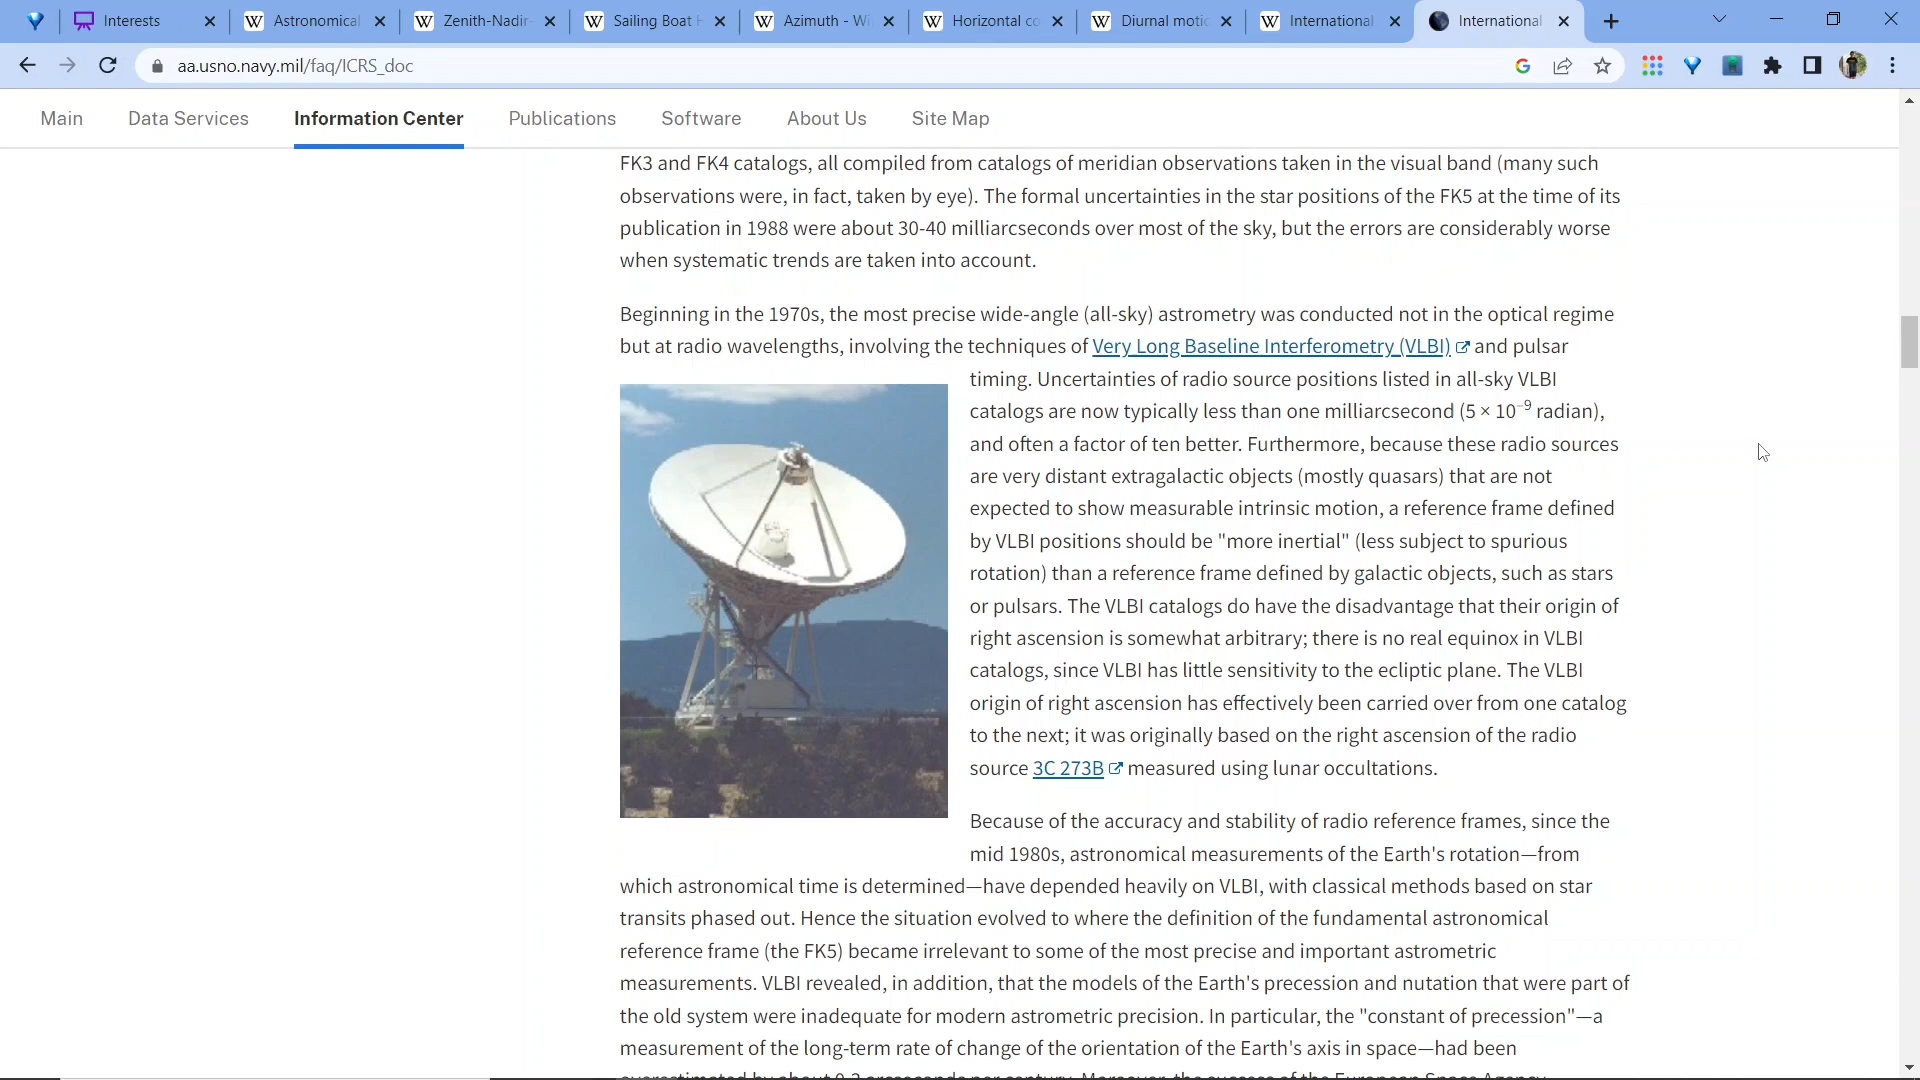 Interests
Astronomical
Zenith-Nadir-
Sailing Boat H
Azimuth - Wi
Horizontal co
Diurnal motio
International
International
aa.usno.navy.mil/faq/ICRS_doc
Main
Data Services
Information Center
Publications
Software
About Us
Site Map
FK3 and FK4 catalogs, all compiled from catalogs of meridian observations taken in the visual band (many such
observations were, in fact, taken by eye). The formal uncertainties in the star positions of the FK5 at the time of its
publication in 1988 were about 30-40 milliarcseconds over most of the sky, but the errors are considerably worse
when systematic trends are taken into account.
Beginning in the 1970s, the most precise wide-angle (all-sky) astrometry was conducted not in the optical regime
but at radio wavelengths, involving the techniques of Very Long Baseline Interferometry (VLBI) and pulsar
timing. Uncertainties of radio source positions listed in all-sky VLBI
catalogs are now typically less than one milliarcsecond (5 × 10⁻⁹ radian),
and often a factor of ten better. Furthermore, because these radio sources
are very distant extragalactic objects (mostly quasars) that are not
expected to show measurable intrinsic motion, a reference frame defined
by VLBI positions should be "more inertial" (less subject to spurious
rotation) than a reference frame defined by galactic objects, such as stars
or pulsars. The VLBI catalogs do have the disadvantage that their origin of
right ascension is somewhat arbitrary; there is no real equinox in VLBI
catalogs, since VLBI has little sensitivity to the ecliptic plane. The VLBI
origin of right ascension has effectively been carried over from one catalog
to the next; it was originally based on the right ascension of the radio
source 3C 273B measured using lunar occultations.
Because of the accuracy and stability of radio reference frames, since the
mid 1980s, astronomical measurements of the Earth's rotation—from
which astronomical time is determined—have depended heavily on VLBI, with classical methods based on star
transits phased out. Hence the situation evolved to where the definition of the fundamental astronomical
reference frame (the FK5) became irrelevant to some of the most precise and important astrometric
measurements. VLBI revealed, in addition, that the models of the Earth's precession and nutation that were part of
the old system were inadequate for modern astrometric precision. In particular, the "constant of precession"—a
measurement of the long-term rate of change of the orientation of the Earth's axis in space—had been
overestimated by about 0.3 arcseconds per century. Moreover, the success of the European Space Agency